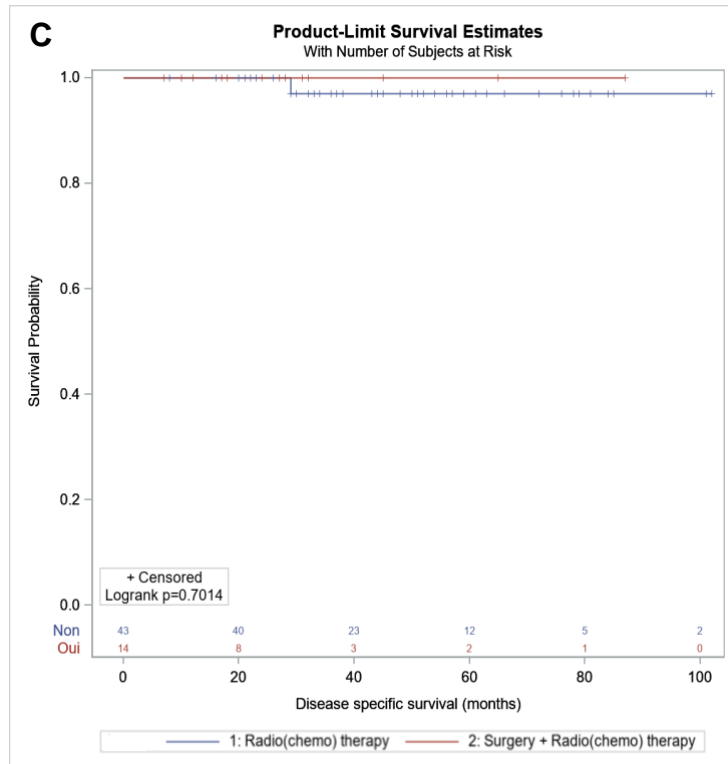 C
Product-Limit Survival Estimates
With Number of Subjects at Risk
1.0
0.8
0.6
0.4
0.2
0.0
Survival Probability
+ Censored
Logrank p=0.7014
Non 43 40 23 12 5 2
Oui 14 8 3 2 1 0
0 20 40 60 80 100
Disease specific survival (months)
1: Radio(chemo) therapy 2: Surgery + Radio(chemo) therapy